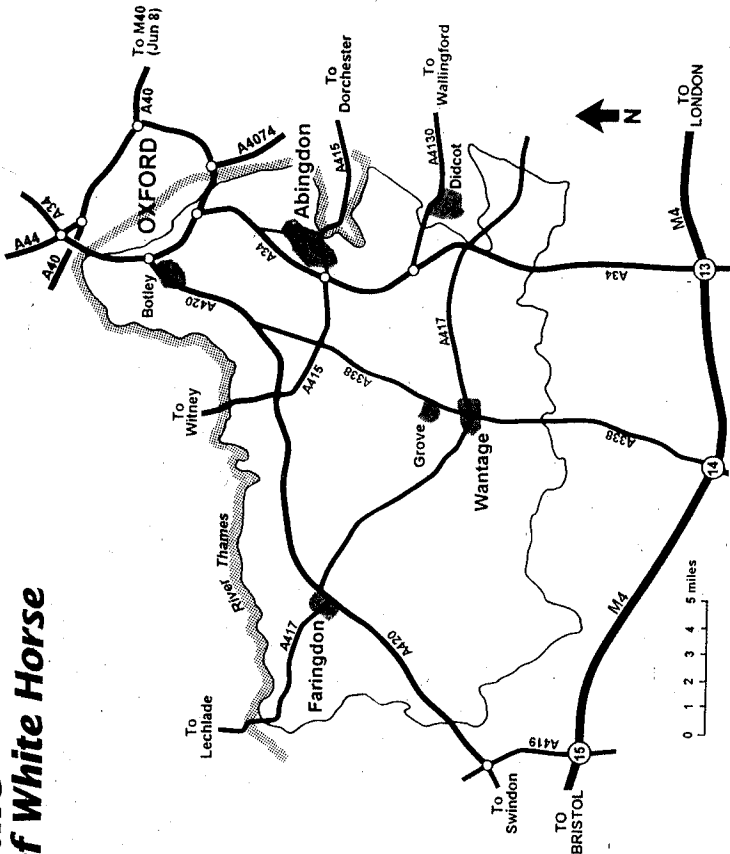 f White Horse
To M40
(Jun 8)
A40
A44
A34
A40
OXFORD
A4074
Botley
A420
A34
Abingdon
A415
To
Dorchester
To
Witney
A415
A338
River Thames
A4130
To
Wallingford
Didcot
A417
Grove
Wantage
To
Lechlade
A417
Faringdon
A420
A34
A338
N
To
Swindon
A419
15
TO
BRISTOL
M4
14
13
M4
TO
LONDON
0 1 2 3 4 5 miles